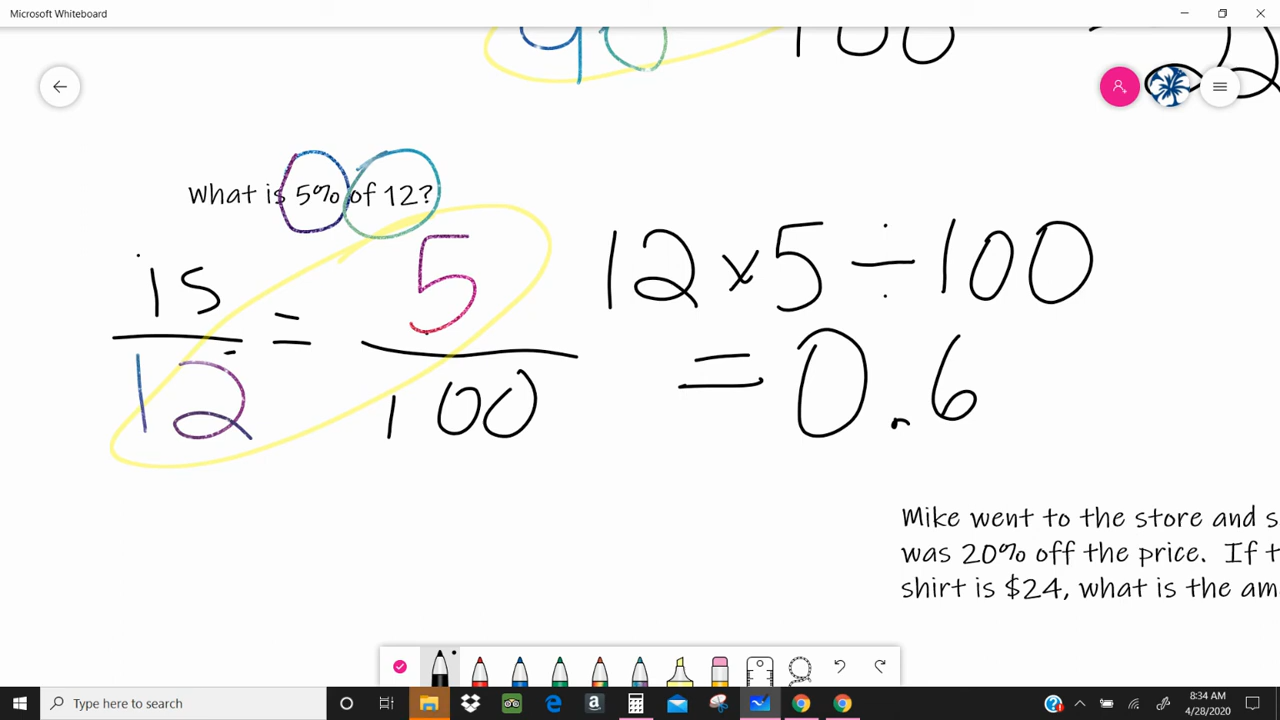 Microsoft Whiteboard
100
What is 5% of 12?
is
12
=
5
100
12 x 5 ÷ 100
= 0.6
Mike went to the store and s
was 20% off the price. If t
shirt is $24, what is the am
Type here to search
8:34 AM
4/28/2020